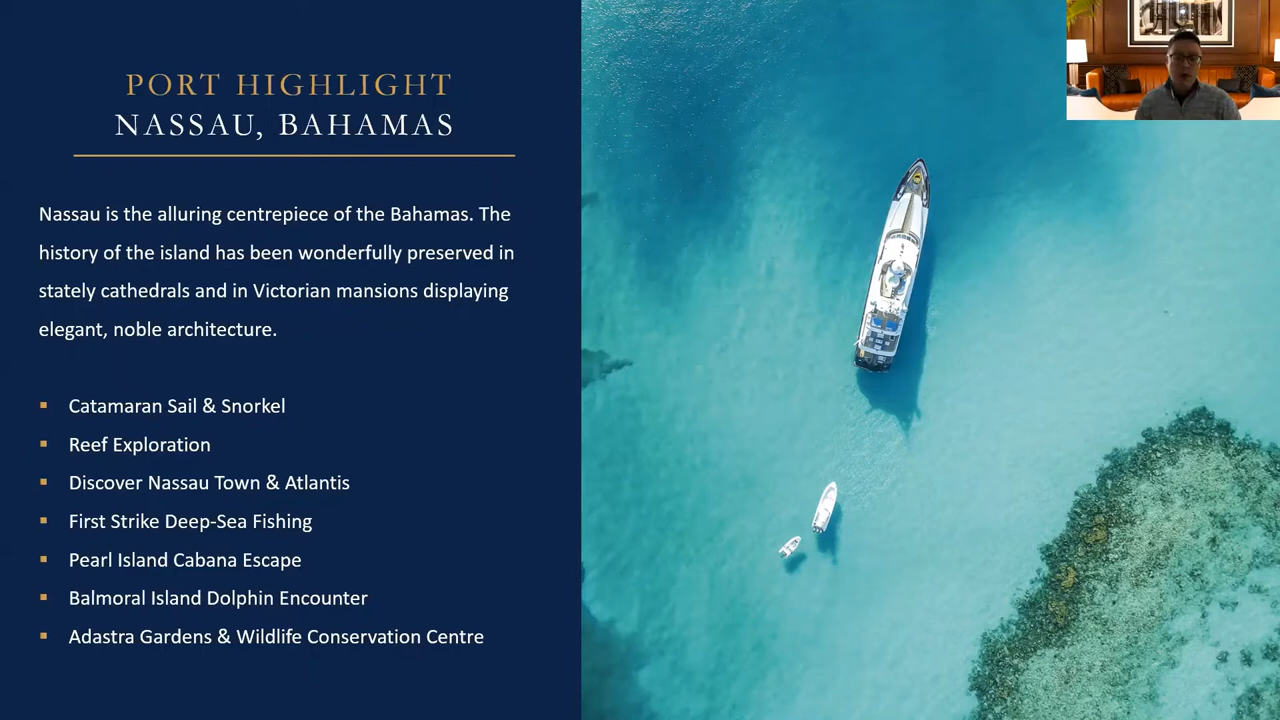 PORT HIGHLIGHT
NASSAU, BAHAMAS
Nassau is the alluring centrepiece of the Bahamas. The
history of the island has been wonderfully preserved in
stately cathedrals and in Victorian mansions displaying
elegant, noble architecture.
▪ Catamaran Sail & Snorkel
▪ Reef Exploration
▪ Discover Nassau Town & Atlantis
▪ First Strike Deep-Sea Fishing
▪ Pearl Island Cabana Escape
▪ Balmoral Island Dolphin Encounter
▪ Adastra Gardens & Wildlife Conservation Centre